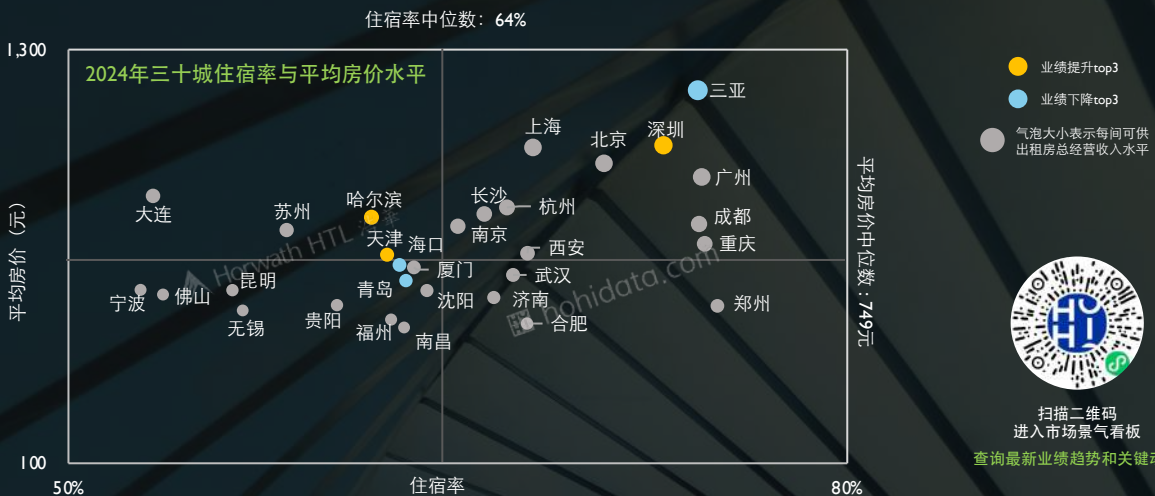 住宿率中位数：64%
1,300
2024年三十城住宿率与平均房价水平
业绩提升top3
三亚
业绩下降top3
上海
北京
深圳
气泡大小表示每间可供
出租房总经营收入水平
广州
大连
苏州
哈尔滨
长沙
杭州
成都
天津
海口
南京
重庆
西安
平均房价（元）
平均房价中位数：749元
Horwath HTL 浩华
厦门
武汉
青岛
昆明
宁波
佛山
沈阳
济南
hohidata.com
郑州
无锡
贵阳
福州
南昌
合肥
扫描二维码
进入市场景气看板
查询最新业绩趋势和关键动
100
50%
住宿率
80%